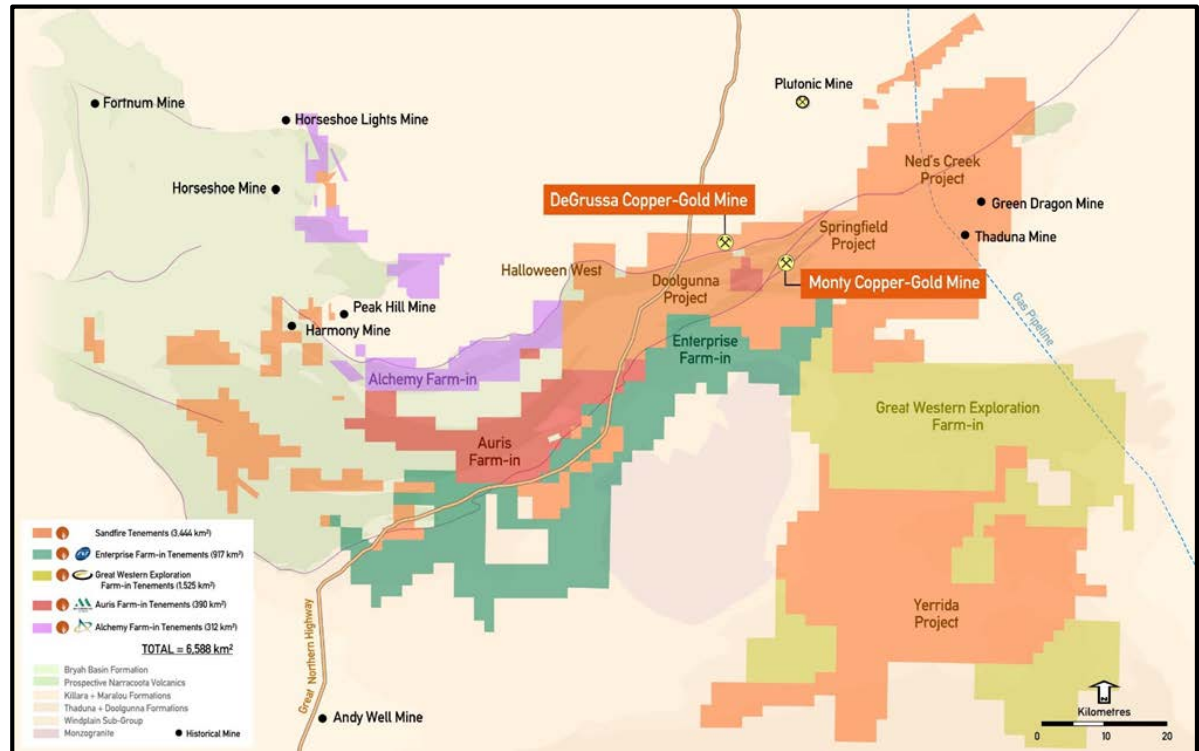 Fortnum Mine
Horseshoe Lights Mine
Horseshoe Mine
Plutonic Mine
Ned's Creek
Project
DeGrussa Copper-Gold Mine
Green Dragon Mine
Thaduna Mine
Springfield
Project
Halloween West
Doolgunna
Project
Monty Copper-Gold Mine
Peak Hill Mine
Harmony Mine
Gas Pipeline
Enterprise
Farm-in
Alchemy Farm-in
Great Western Exploration
Farm-in
Auris
Farm-in
Yerrida
Project
Great Northern Highway
Andy Well Mine
Sandfire Tenements (3,444 km²)
Enterprise Farm-in Tenements (917 km²)
Great Western Exploration
Farm-in Tenements (1,525 km²)
Auris Farm-in Tenements (390 km²)
Alchemy Farm-in Tenements (312 km²)
TOTAL = 6,588 km²
Bryah Basin Formation
Prospective Narracoota Volcanics
Killara + Maralou Formations
Thaduna + Doolgunna Formations
Windplain Sub-Group
Monzogranite
Historical Mine
N
Kilometres
0 10 20